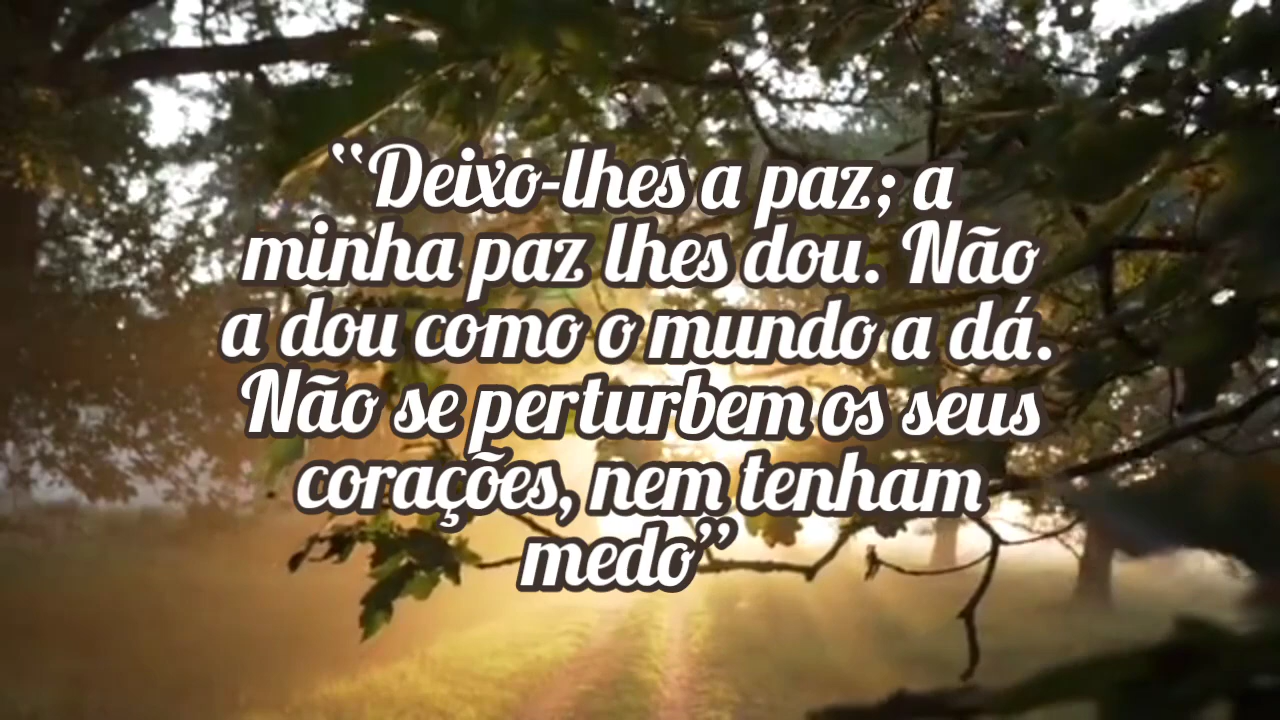 “Deixo-lhes a paz; a
minha paz lhes dou. Não
a dou como o mundo a dá.
Não se perturbem os seus
corações, nem tenham
medo”